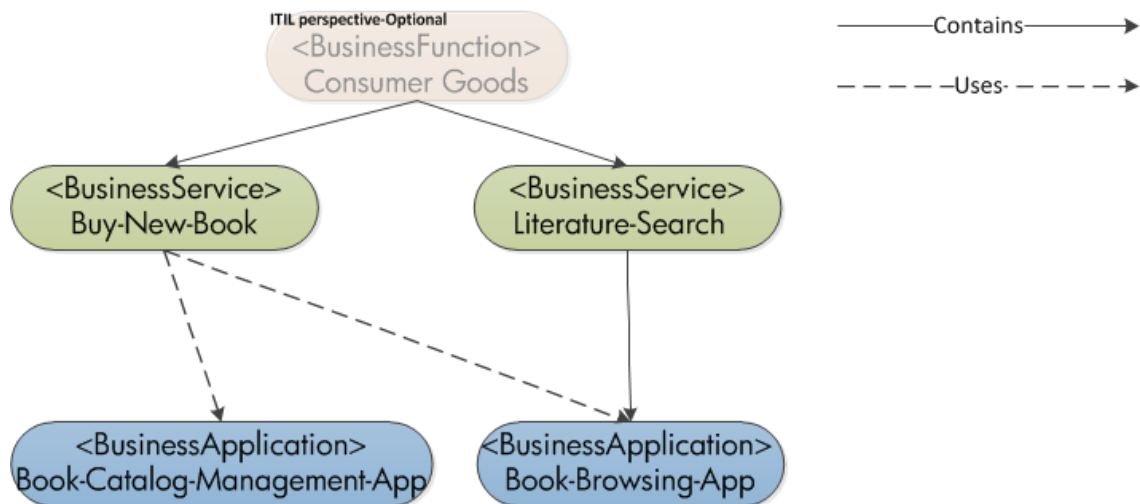 ITIL perspective-Optional
<BusinessFunction>
Consumer Goods
Contains
Uses
<BusinessService>
Buy-New-Book
<BusinessService>
Literature-Search
<BusinessApplication>
Book-Catalog-Management-App
<BusinessApplication>
Book-Browsing-App